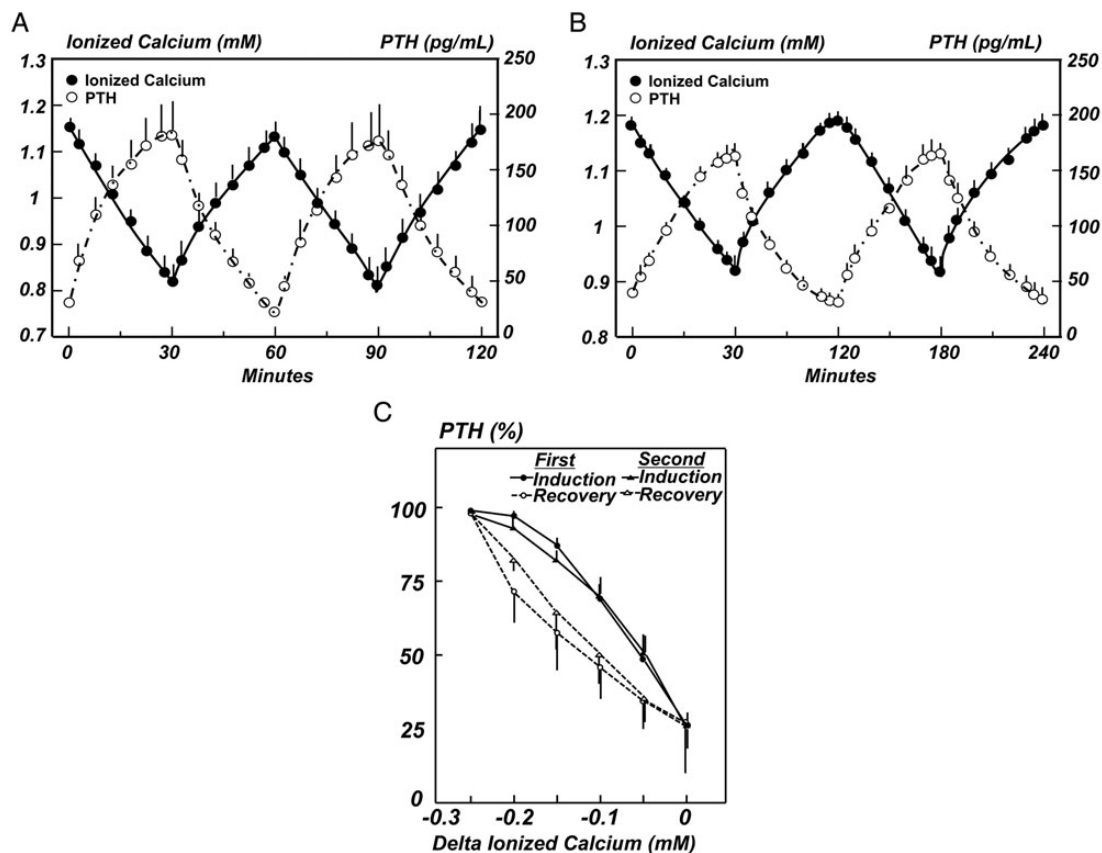 A
Ionized Calcium (mM) PTH (pg/mL)
1.3 250
Ionized Calcium
PTH
1.2 200
1.1 150
1
0.9 100
0.8 50
0.7 0
0 30 60 90 120
Minutes
B
Ionized Calcium (mM) PTH (pg/mL)
1.3 250
Ionized Calcium
PTH
1.2 200
1.1 150
1 100
0.9 50
0.8 0
0 30 120 180 240
Minutes
C
PTH (%)
First Second
Induction Induction
Recovery Recovery
100
75
50
25
0
-0.3 -0.2 -0.1 0
Delta Ionized Calcium (mM)